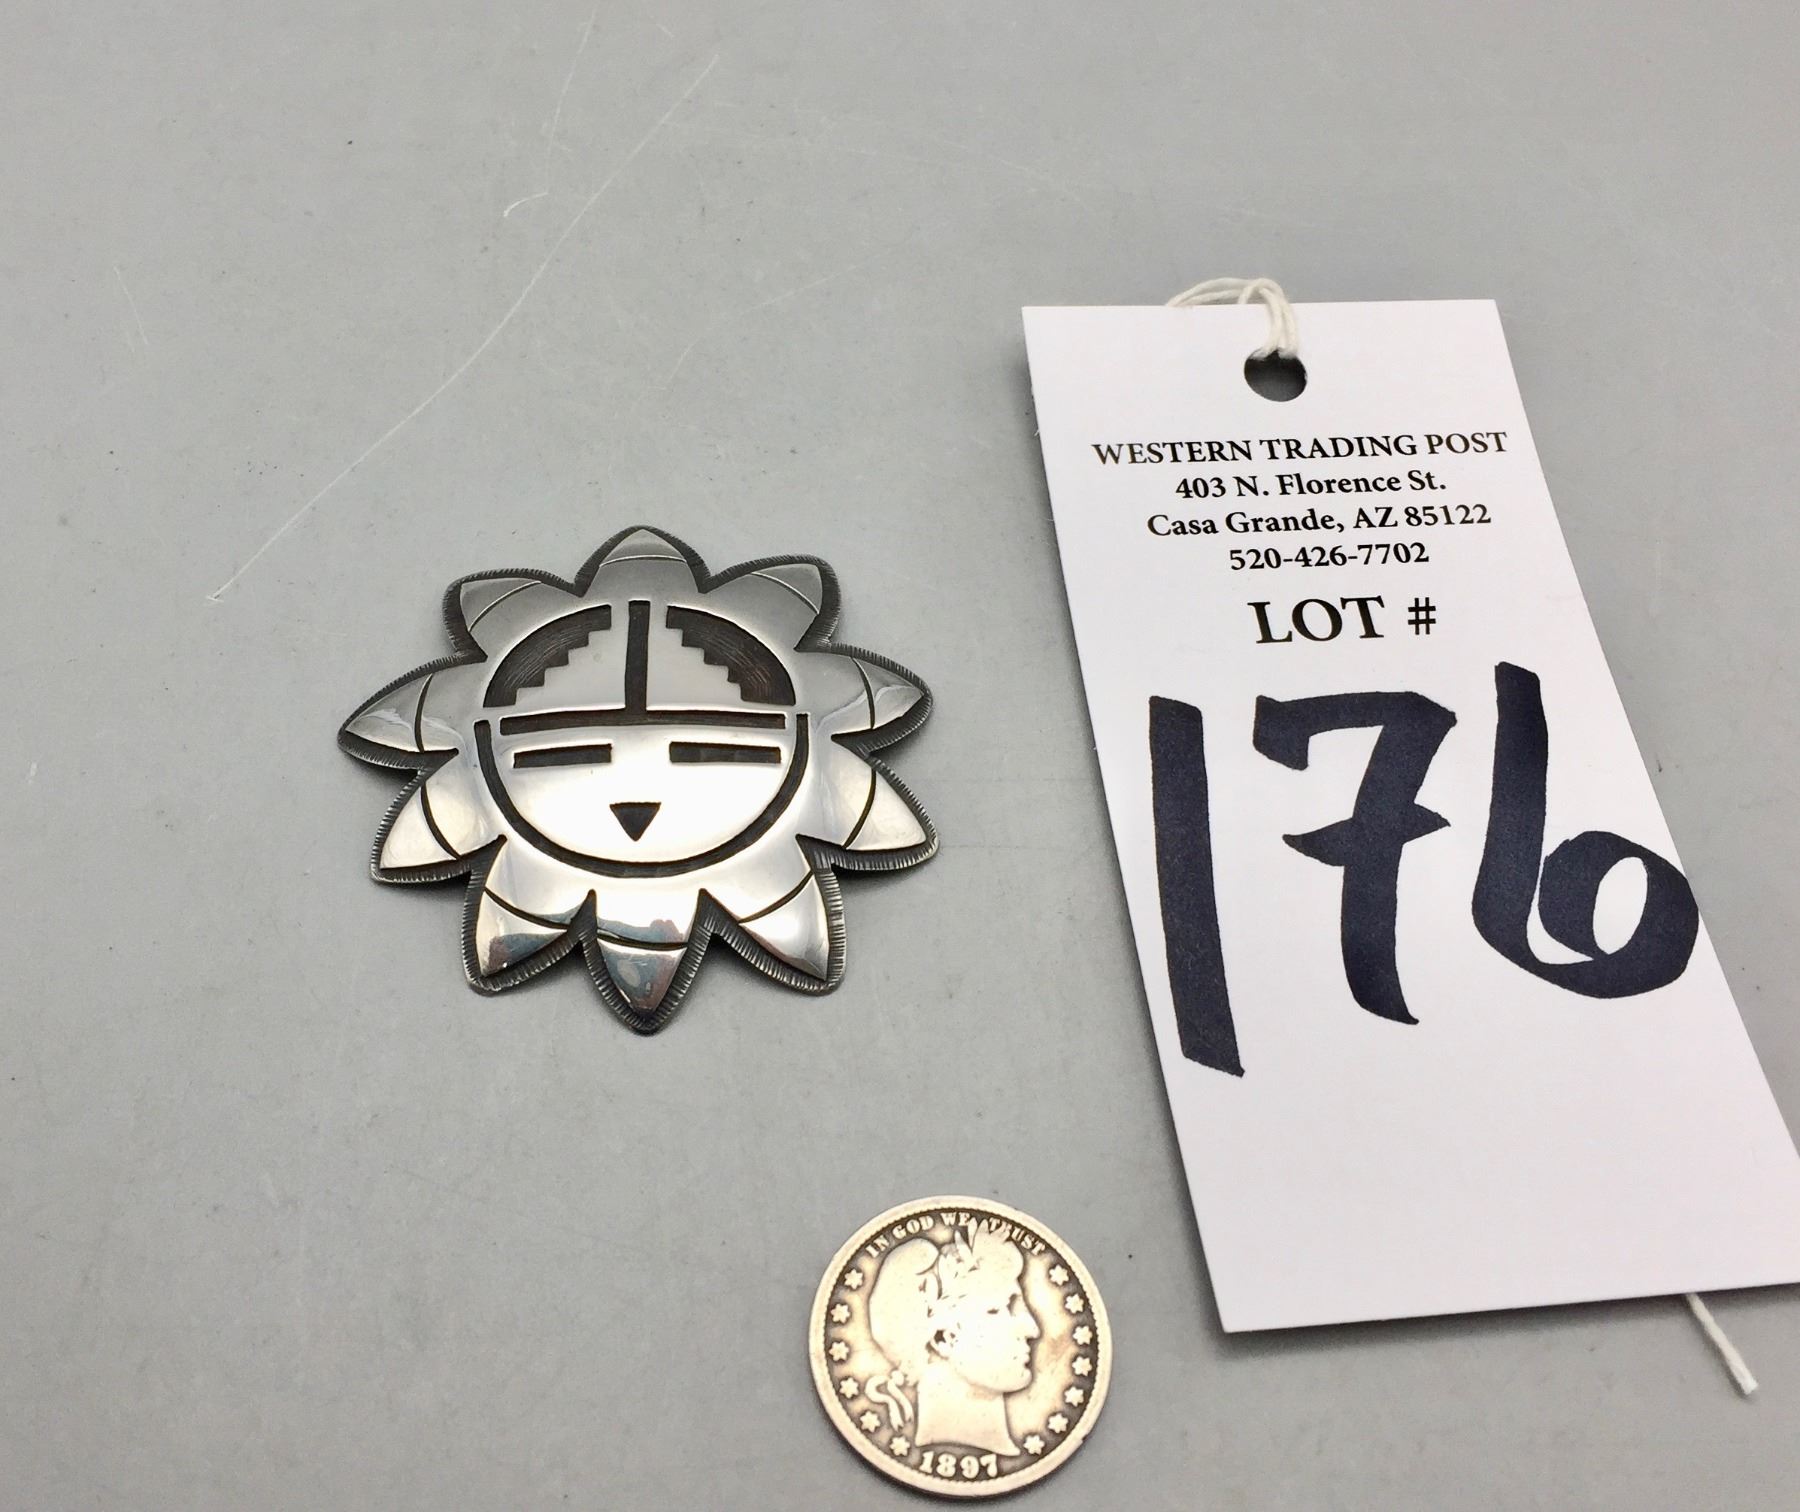 WESTERN TRADING POST
403 N. Florence St.
Casa Grande, AZ 85122
520-426-7702
LOT #
176
IN GOD WE TRUST
1897